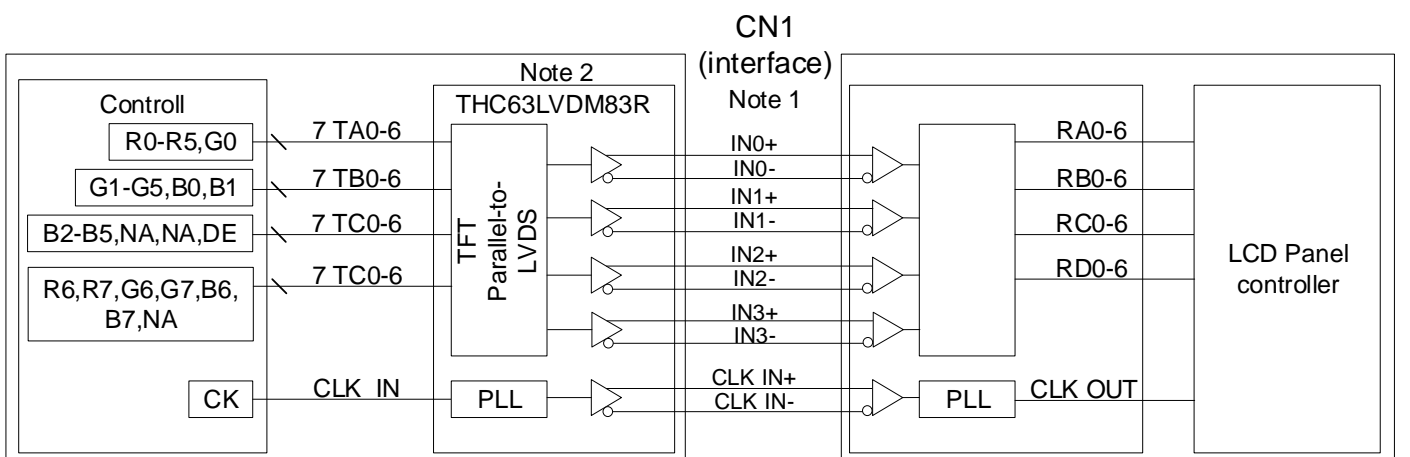 CN1
(interface)
Note 1
Note 2
THC63LVDM83R
Controll
R0-R5,G0
7 TA0-6
G1-G5,B0,B1
7 TB0-6
B2-B5,NA,NA,DE
7 TC0-6
R6,R7,G6,G7,B6,
B7,NA
7 TC0-6
CK
CLK IN
TFT
Parallel-to-
LVDS
PLL
IN0+
IN0-
IN1+
IN1-
IN2+
IN2-
IN3+
IN3-
CLK IN+
CLK IN-
PLL
RA0-6
RB0-6
RC0-6
RD0-6
CLK OUT
LCD Panel
controller